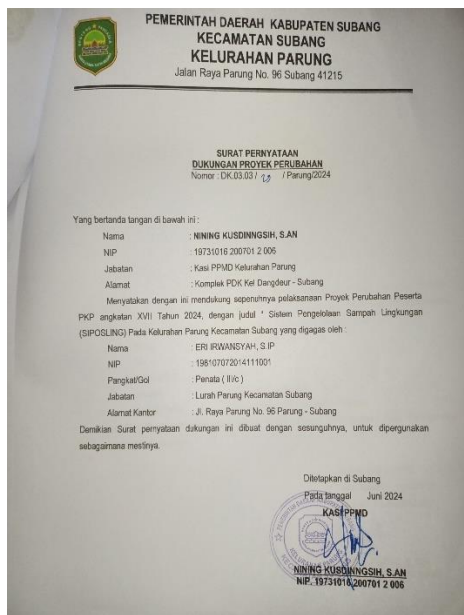 PEMERINTAH DAERAH KABUPATEN SUBANG
KECAMATAN SUBANG
KELURAHAN PARUNG
Jalan Raya Parung No. 96 Subang 41215
SURAT PERNYATAAN
DUKUNGAN PROYEK PERUBAHAN
Nomor : DK.03.03 / 20 / Parung/2024
Yang bertanda tangan di bawah ini :
Nama : NINING KUSDINNGSIH, S.AN
NIP : 19731016 200701 2 006
Jabatan : Kasi PPMD Kelurahan Parung
Alamat : Komplek PDK Kel Dangdeur - Subang
Menyatakan dengan ini mendukung sepenuhnya pelaksanaan Proyek Perubahan Peserta
PKP angkatan XVII Tahun 2024, dengan judul " Sistem Pengelolaan Sampah Lingkungan
(SIPOSLING) Pada Kelurahan Parung Kecamatan Subang yang digagas oleh :
Nama : ERI IRWANSYAH, S.IP
NIP : 198107072014111001
Pangkat/Gol : Penata ( III/c )
Jabatan : Lurah Parung Kecamatan Subang
Alamat Kantor : Jl. Raya Parung No. 96 Parung - Subang
Demikian Surat pernyataan dukungan ini dibuat dengan sesungguhnya, untuk dipergunakan
sebagaimana mestinya.
Ditetapkan di Subang
Pada tanggal Juni 2024
KASI PPMD
NINING KUSDINNGSIH, S.AN
NIP. 19731016 200701 2 006